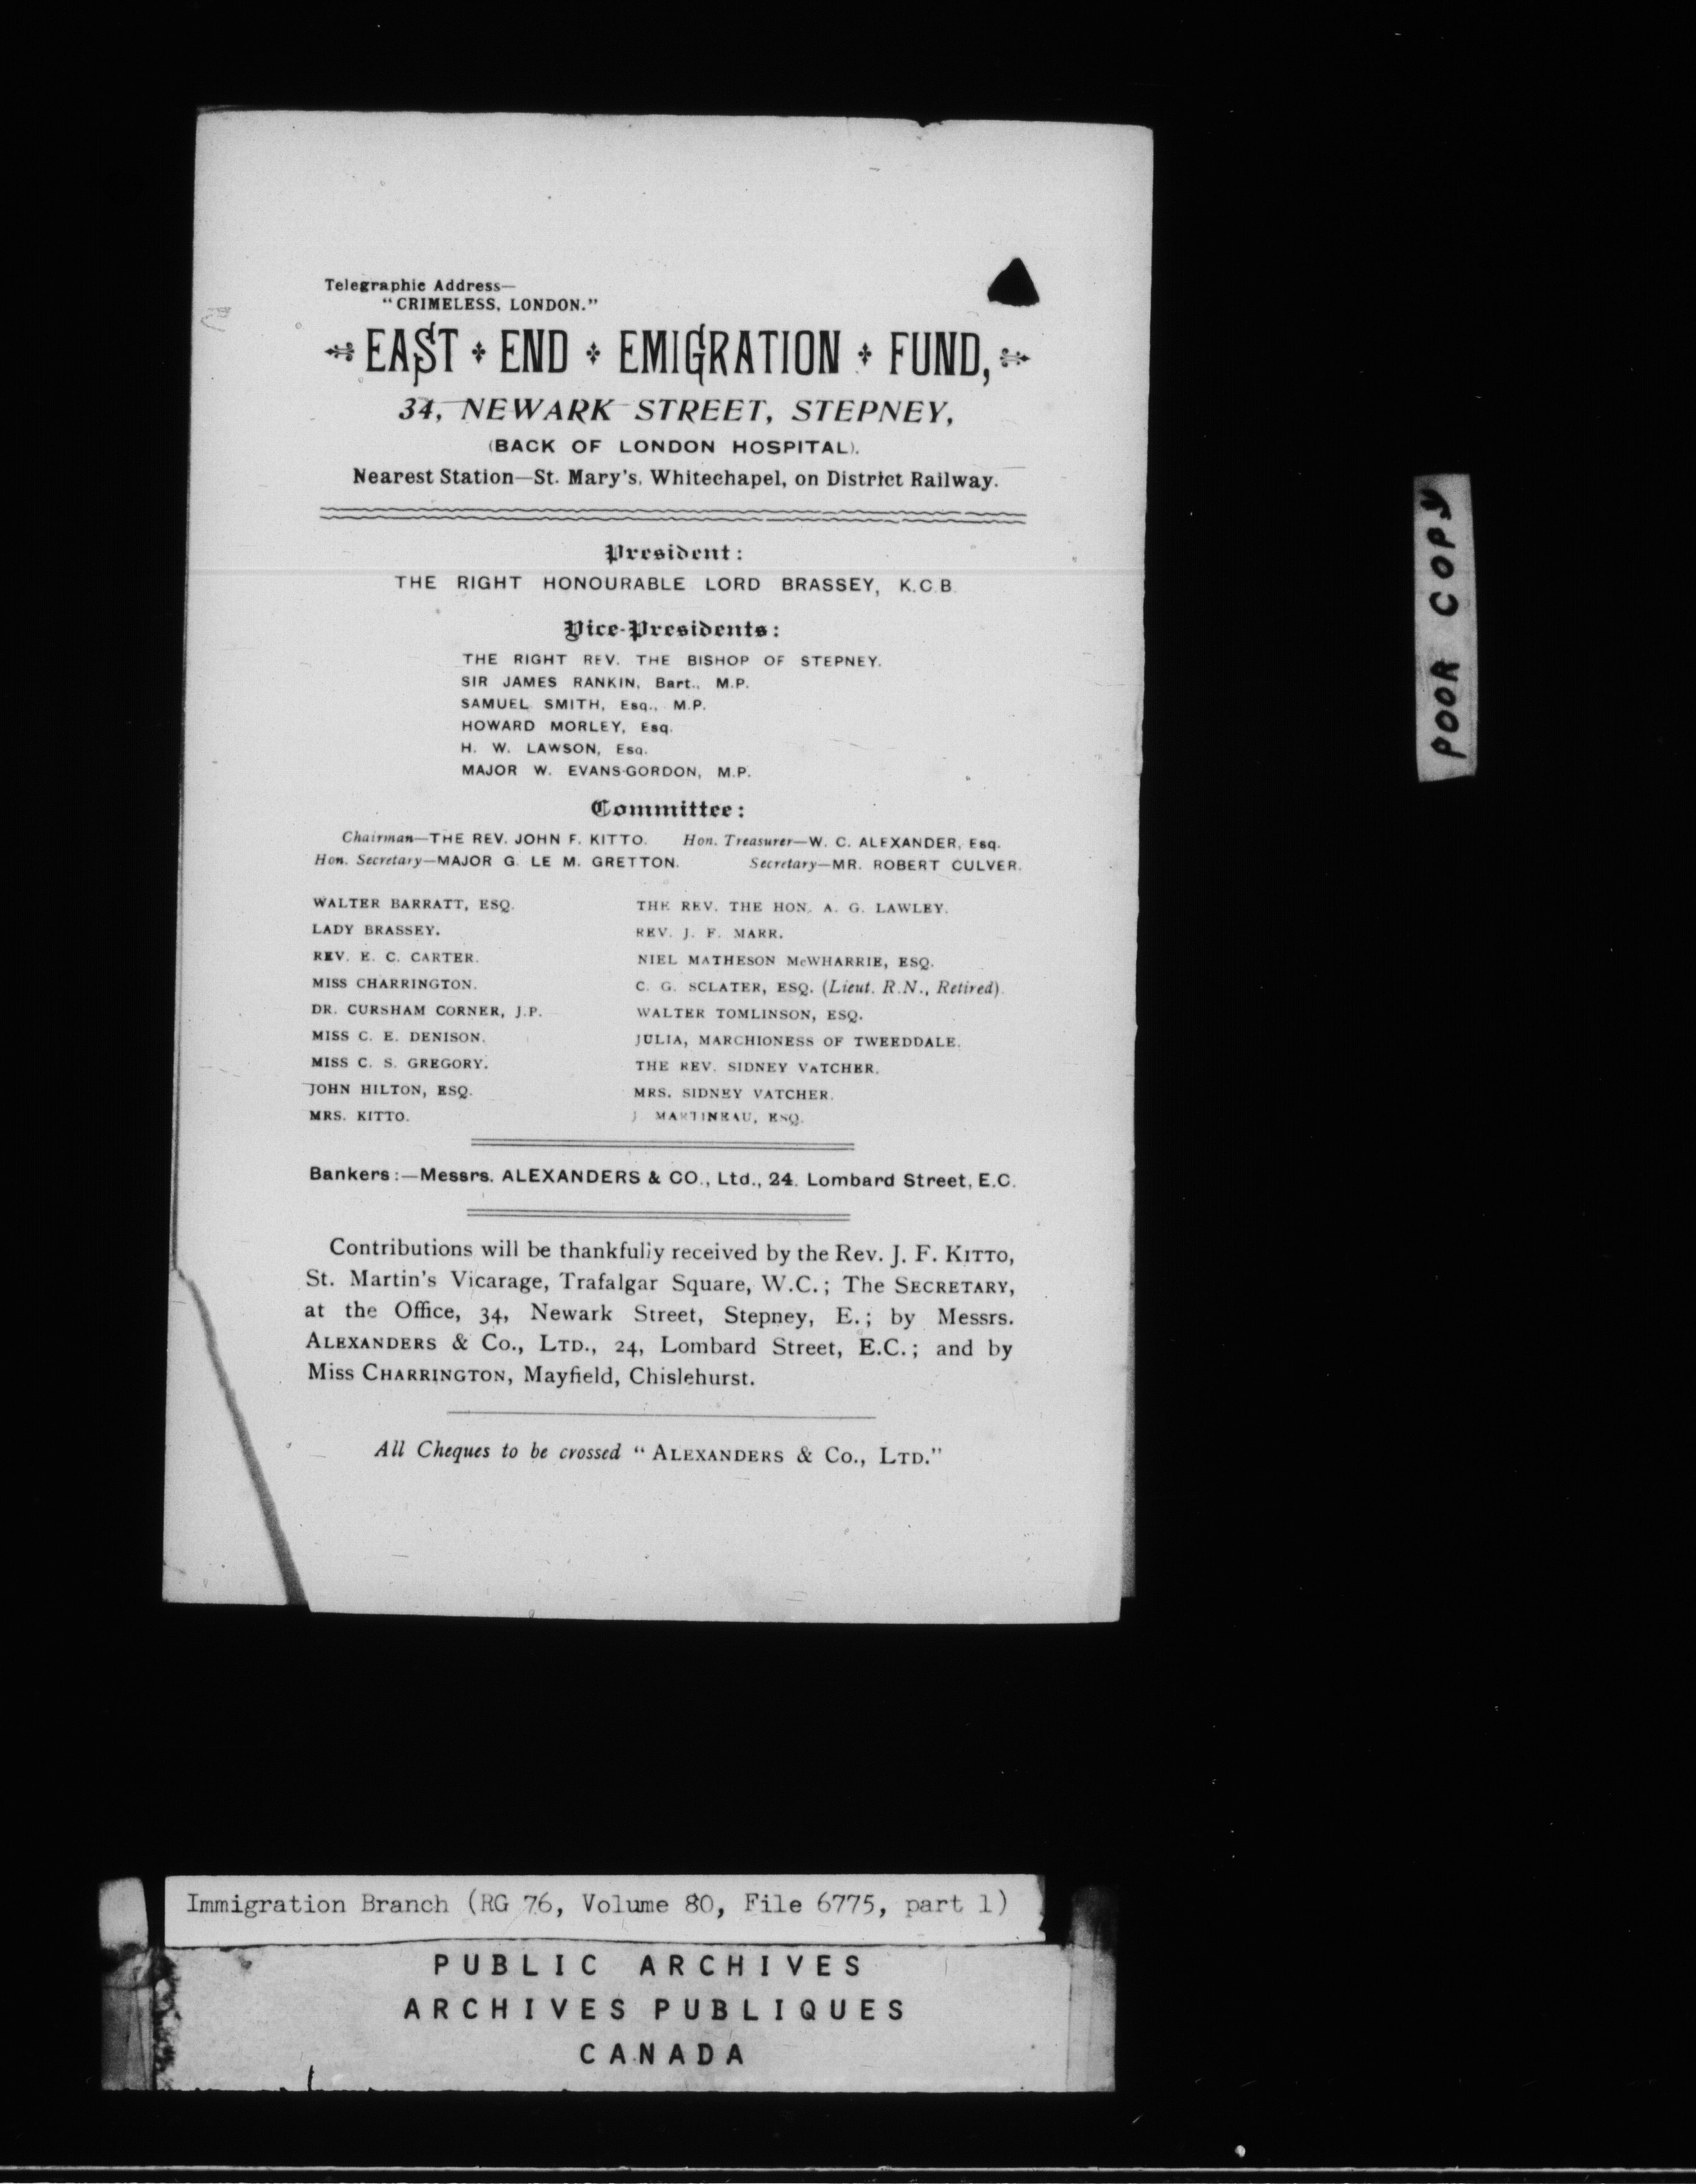 Telegraphic Address—
"CRIMELESS, LONDON."
EAST END EMIGRATION FUND,
34, NEWARK STREET, STEPNEY,
(BACK OF LONDON HOSPITAL).
Nearest Station—St. Mary's, Whitechapel, on District Railway.
President:
THE RIGHT HONOURABLE LORD BRASSEY, K.C.B.
Vice-Presidents:
THE RIGHT REV. THE BISHOP OF STEPNEY.
SIR JAMES RANKIN, Bart., M.P.
SAMUEL SMITH, Esq., M.P.
HOWARD MORLEY, Esq.
H. W. LAWSON, Esq.
MAJOR W. EVANS-GORDON, M.P.
Committee:
Chairman—THE REV. JOHN F. KITTO. Hon. Treasurer—W. C. ALEXANDER, Esq.
Hon. Secretary—MAJOR G. LE M. GRETTON. Secretary—MR. ROBERT CULVER.
WALTER BARRATT, ESQ.
LADY BRASSEY.
REV. E. C. CARTER.
MISS CHARRINGTON.
DR. CURSHAM CORNER, J.P.
MISS C. E. DENISON.
MISS C. S. GREGORY.
JOHN HILTON, ESQ.
MRS. KITTO.
THE REV. THE HON. A. G. LAWLEY.
REV. J. F. MARR.
NIEL MATHESON McWHARRIE, ESQ.
C. G. SCLATER, ESQ. (Lieut. R.N., Retired).
WALTER TOMLINSON, ESQ.
JULIA, MARCHIONESS OF TWEEDDALE.
THE REV. SIDNEY VATCHER.
MRS. SIDNEY VATCHER.
J MARTINEAU, ESQ.
Bankers:—Messrs. ALEXANDERS & CO., Ltd., 24, Lombard Street, E.C.
Contributions will be thankfully received by the Rev. J. F. KITTO,
St. Martin's Vicarage, Trafalgar Square, W.C.; The SECRETARY,
at the Office, 34, Newark Street, Stepney, E.; by Messrs.
ALEXANDERS & Co., LTD., 24, Lombard Street, E.C.; and by
Miss CHARRINGTON, Mayfield, Chislehurst.
All Cheques to be crossed "ALEXANDERS & Co., LTD."
POOR COPY
Immigration Branch (RG 76, Volume 80, File 6775, part 1)
PUBLIC ARCHIVES
ARCHIVES PUBLIQUES
CANADA